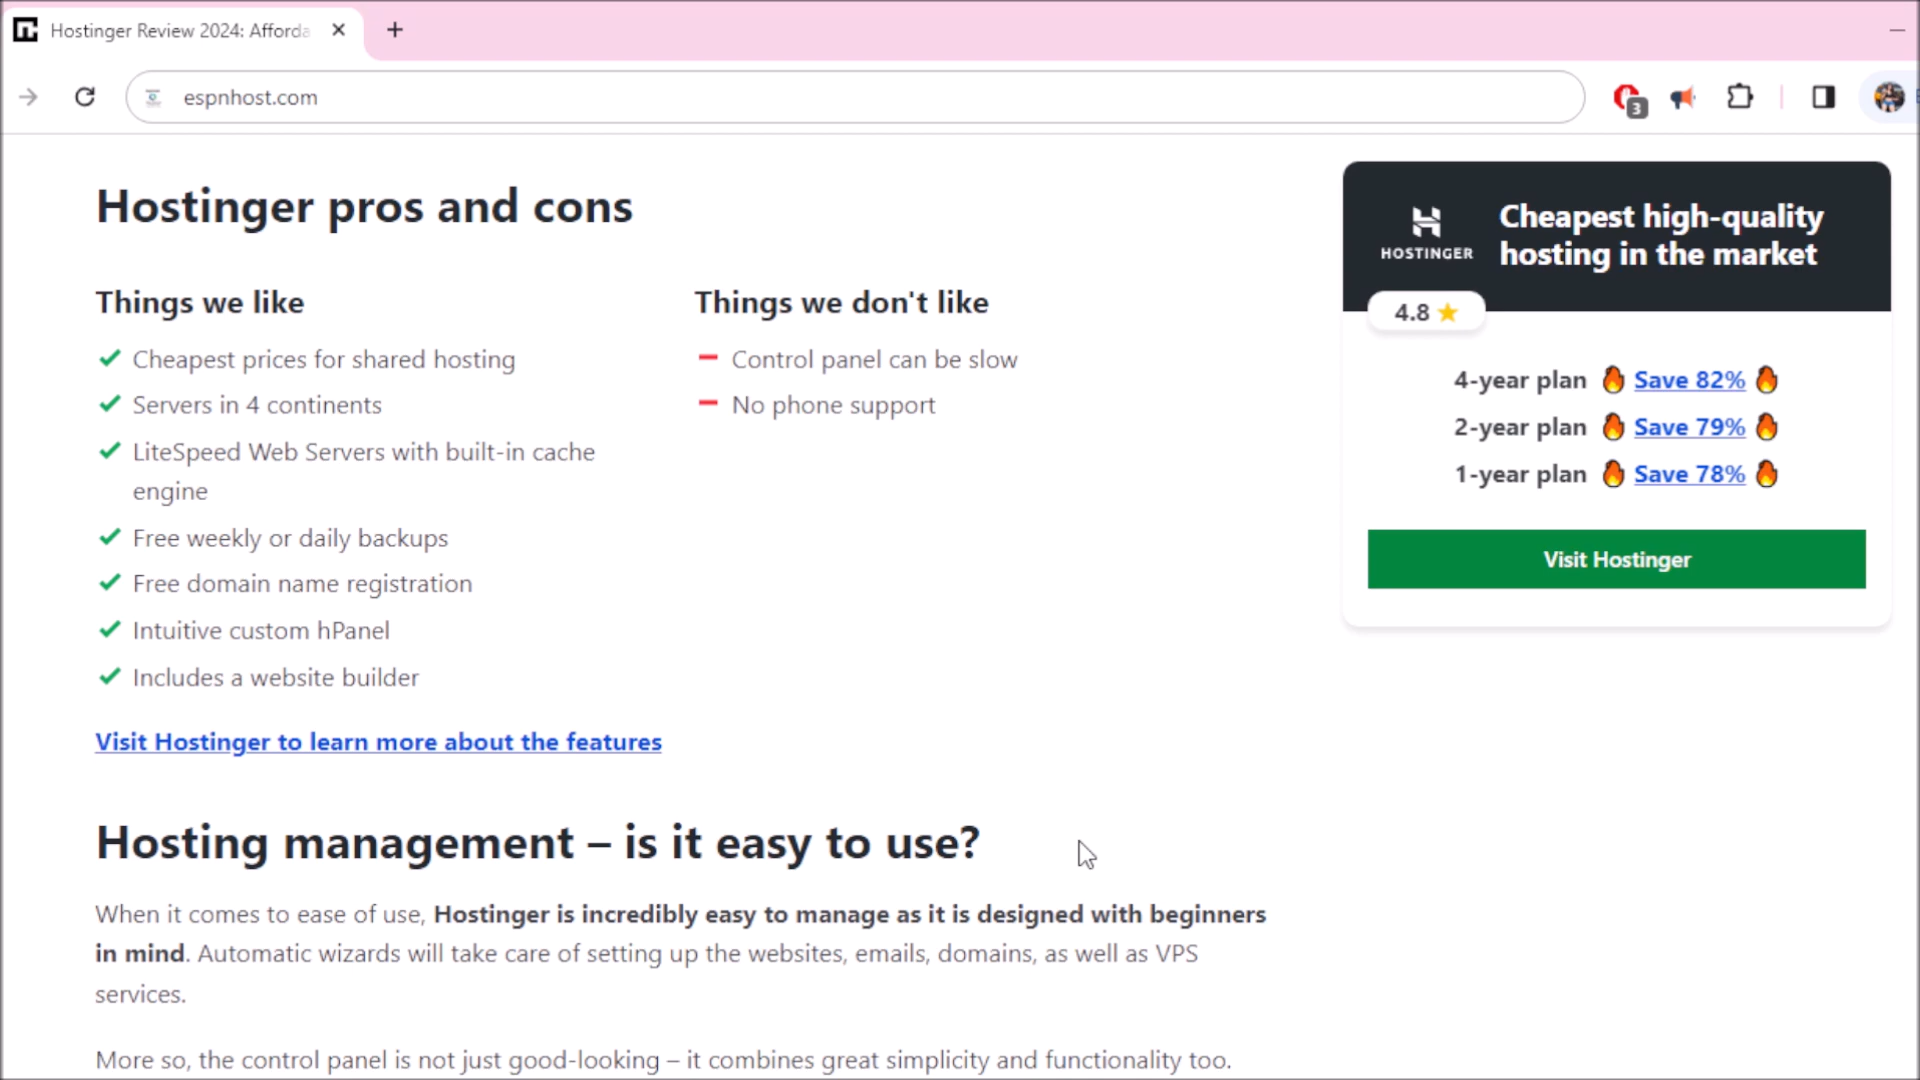 Hostinger Review 2024: Afforda
espnhost.com
3
Hostinger pros and cons
Things we like
Cheapest prices for shared hosting
Servers in 4 continents
LiteSpeed Web Servers with built-in cache
engine
Free weekly or daily backups
Free domain name registration
Intuitive custom hPanel
Includes a website builder
Things we don't like
Control panel can be slow
No phone support
Visit Hostinger to learn more about the features
HOSTINGER
Cheapest high-quality
hosting in the market
4.8
4-year plan Save 82%
2-year plan Save 79%
1-year plan Save 78%
Visit Hostinger
Hosting management – is it easy to use?
When it comes to ease of use, Hostinger is incredibly easy to manage as it is designed with beginners
in mind. Automatic wizards will take care of setting up the websites, emails, domains, as well as VPS
services.
More so, the control panel is not just good-looking – it combines great simplicity and functionality too.